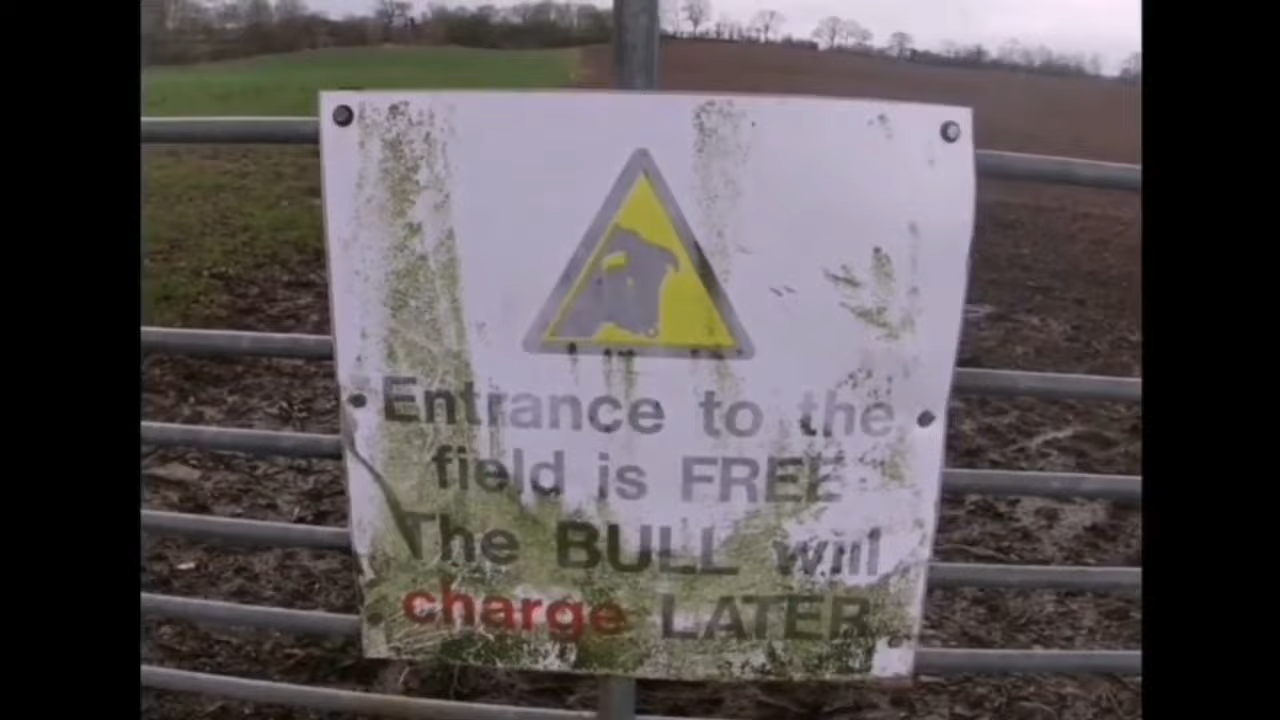 Entrance to the
field is FREE
The BULL will
charge LATER